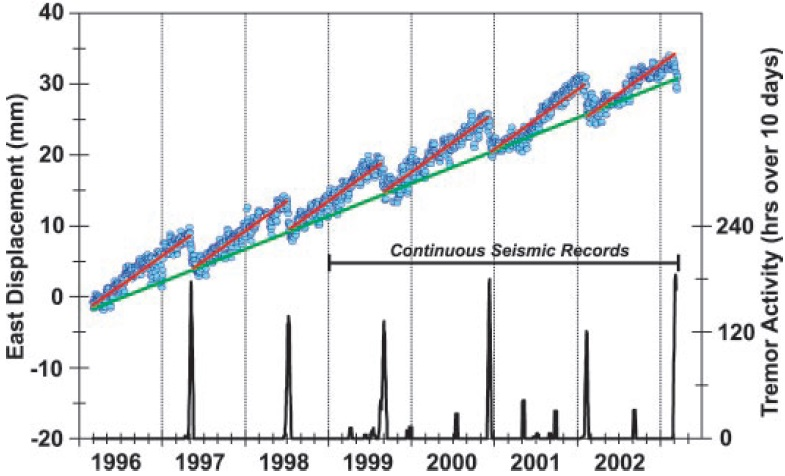 40
30
20
10
0
-10
-20
East Displacement (mm)
Continuous Seismic Records
240
120
0
Tremor Activity (hrs over 10 days)
1996 1997 1998 1999 2000 2001 2002